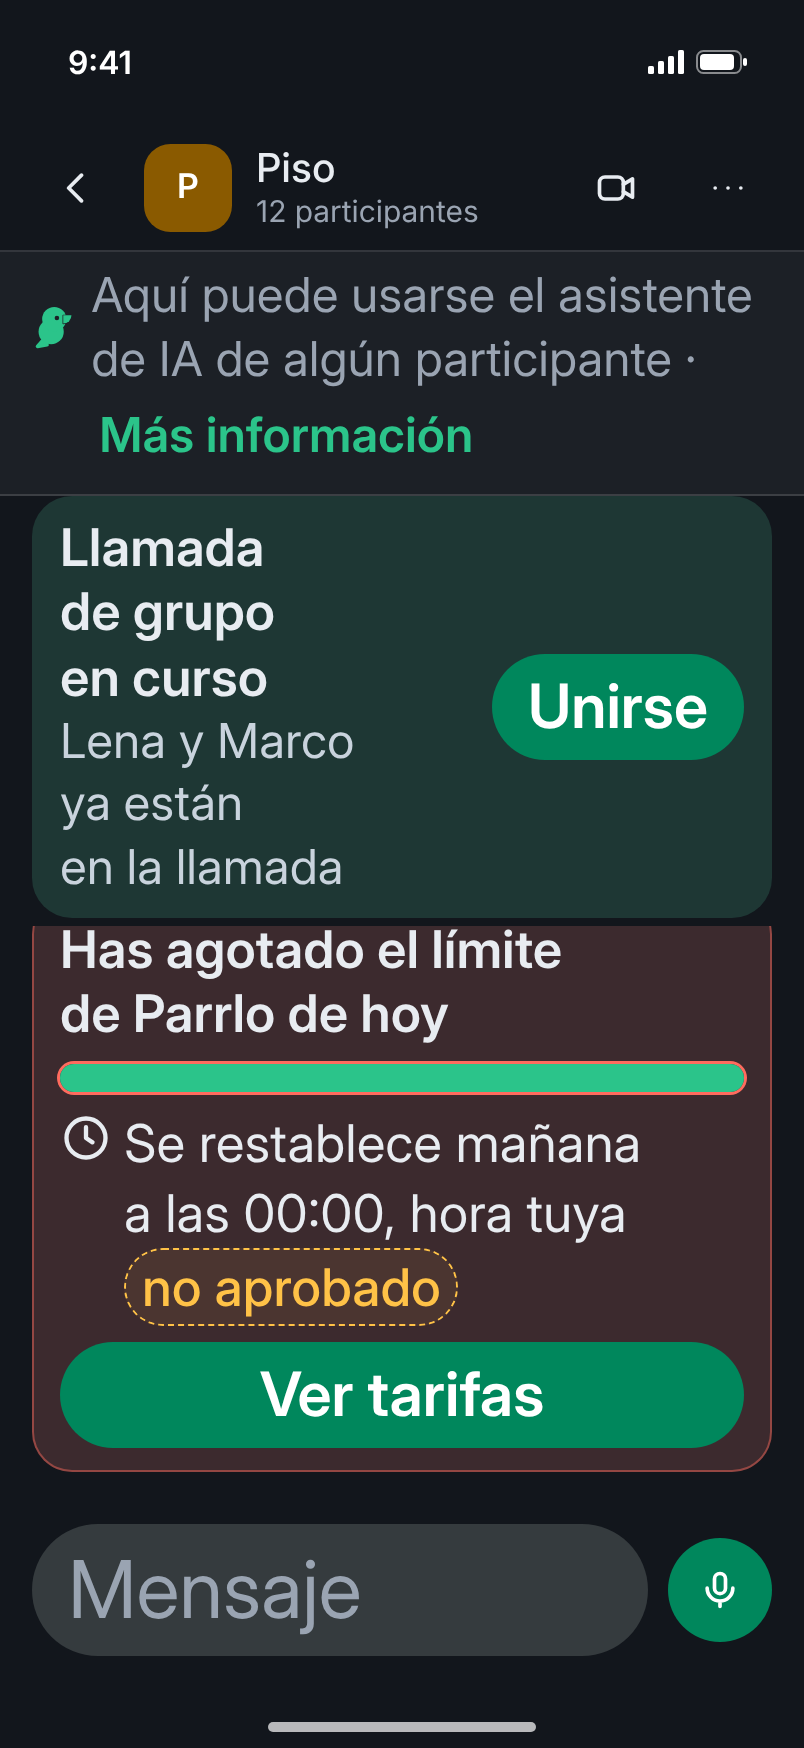 9:41
P
Piso
12 participantes
Aquí puede usarse el asistente
de IA de algún participante ·
Más información
Llamada
de grupo
en curso
Lena y Marco
ya están
en la llamada
Unirse
Has agotado el límite
de Parrlo de hoy
Se restablece mañana
a las 00:00, hora tuya
no aprobado
Ver tarifas
Mensaje